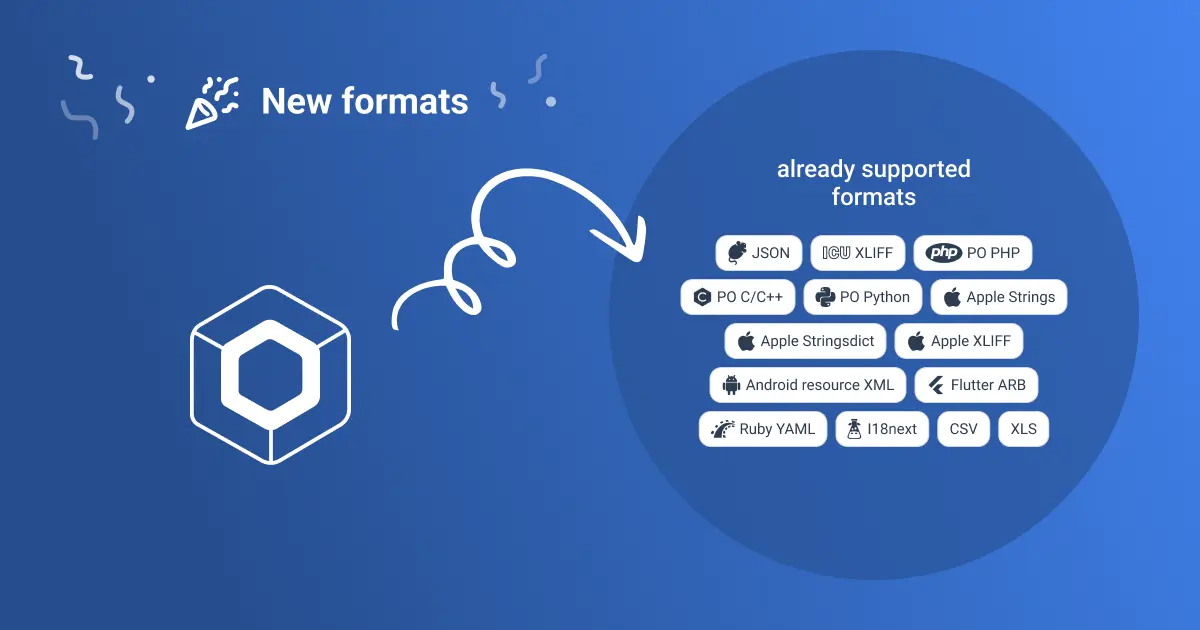 New formats
already supported
formats
JSON ICU XLIFF php PO PHP
C PO C/C++ PO Python Apple Strings
Apple Stringsdict Apple XLIFF
Android resource XML Flutter ARB
Ruby YAML I18next CSV XLS